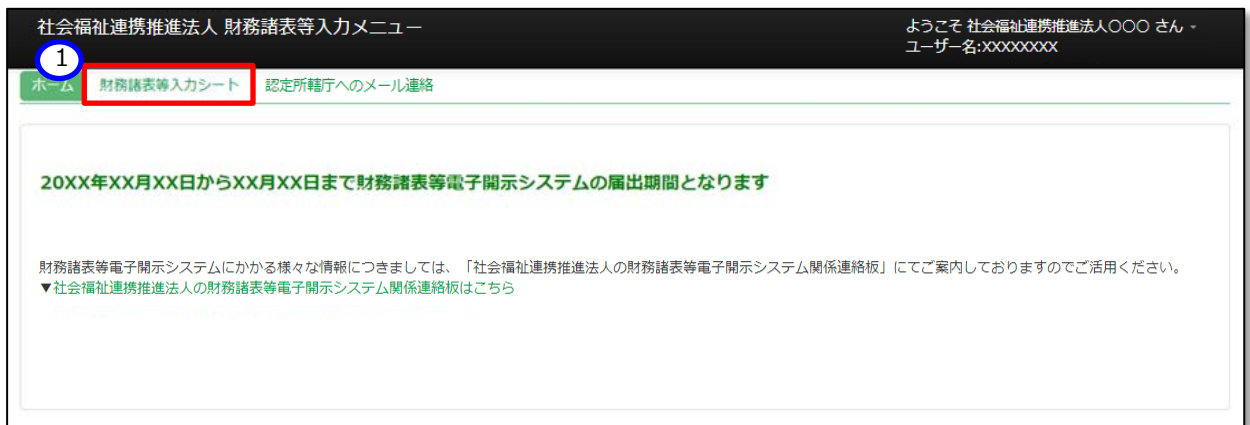 社会福祉連携推進法人 財務諸表等入力メニュー
ようこそ 社会福祉連携推進法人〇〇〇 さん
ユーザー名:XXXXXXXX
1
ホーム 財務諸表等入力シート 認定所轄庁へのメール連絡
20XX年XX月XX日からXX月XX日まで財務諸表等電子開示システムの届出期間となります
財務諸表等電子開示システムにかかる様々な情報につきましては、「社会福祉連携推進法人の財務諸表等電子開示システム関係連絡板」にてご案内しておりますのでご活用ください。
▼社会福祉連携推進法人の財務諸表等電子開示システム関係連絡板はこちら